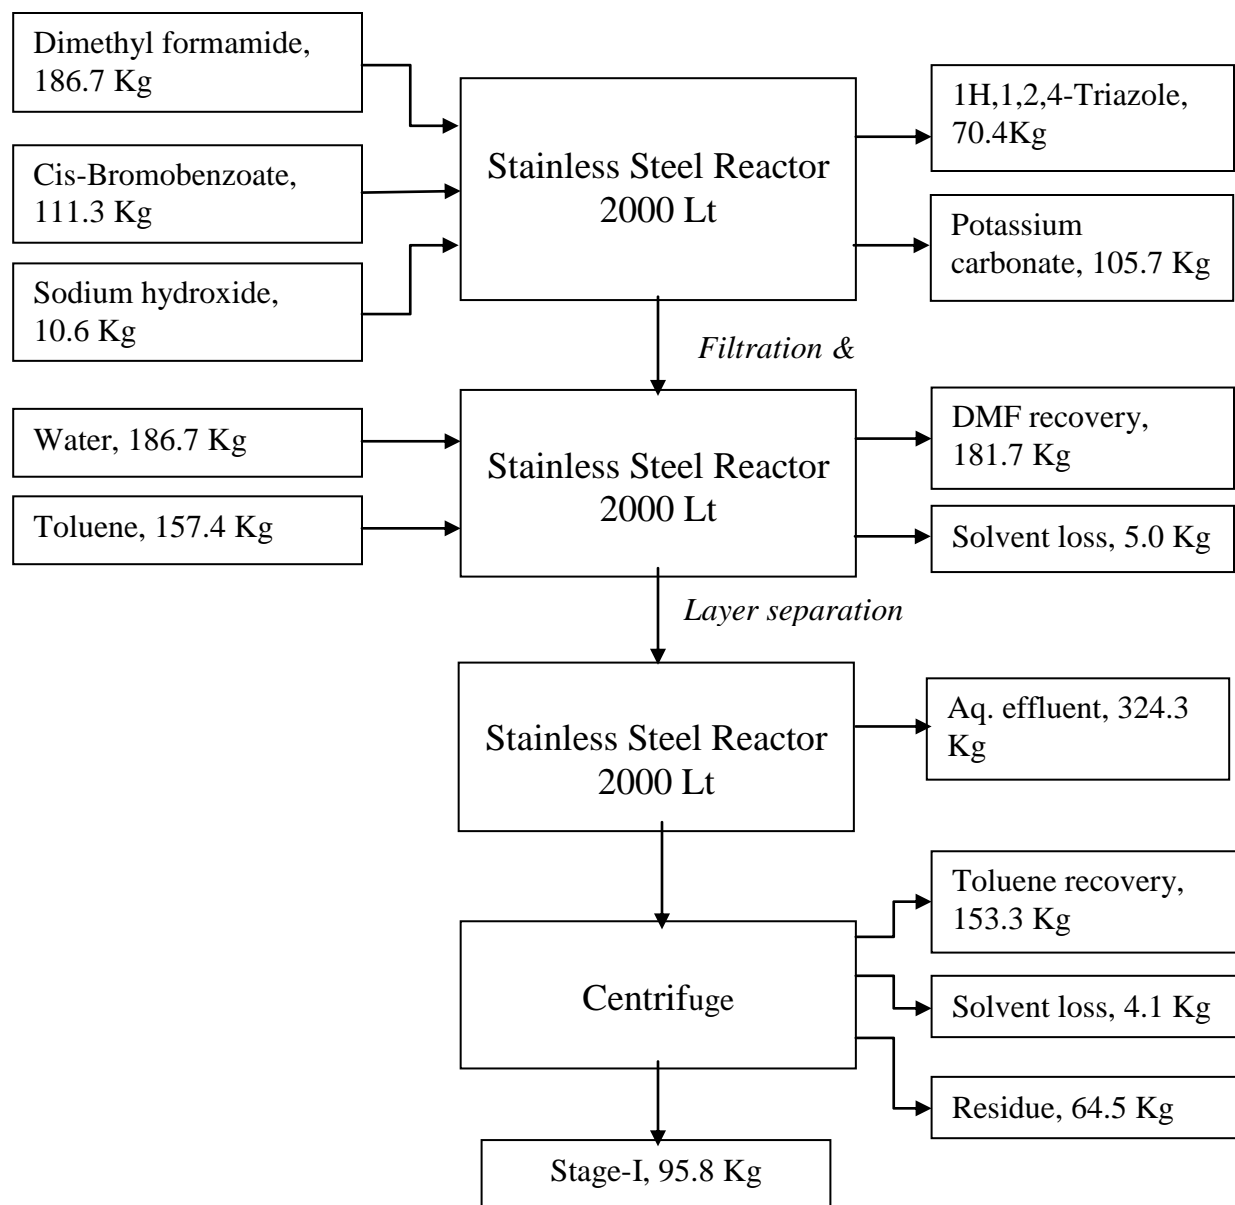 Dimethyl formamide,
186.7 Kg
Cis-Bromobenzoate,
111.3 Kg
Sodium hydroxide,
10.6 Kg
Stainless Steel Reactor
2000 Lt
1H,1,2,4-Triazole,
70.4Kg
Potassium
carbonate, 105.7 Kg
Filtration &
Water, 186.7 Kg
Toluene, 157.4 Kg
Stainless Steel Reactor
2000 Lt
DMF recovery,
181.7 Kg
Solvent loss, 5.0 Kg
Layer separation
Stainless Steel Reactor
2000 Lt
Aq. effluent, 324.3
Kg
Centrifuge
Toluene recovery,
153.3 Kg
Solvent loss, 4.1 Kg
Residue, 64.5 Kg
Stage-I, 95.8 Kg